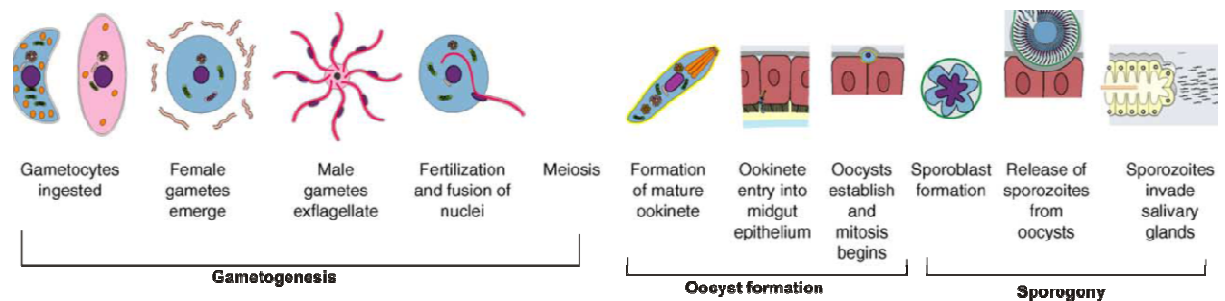 Gametocytes
ingested
Female
gametes
emerge
Male
gametes
exflagellate
Fertilization
and fusion of
nuclei
Meiosis
Formation
of mature
ookinete
Ookinete
entry into
midgut
epithelium
Oocysts
establish
and
mitosis
begins
Sporoblast
formation
Release of
sporozoites
from
oocysts
Sporozoites
invade
salivary
glands
Gametogenesis
Oocyst formation
Sporogony